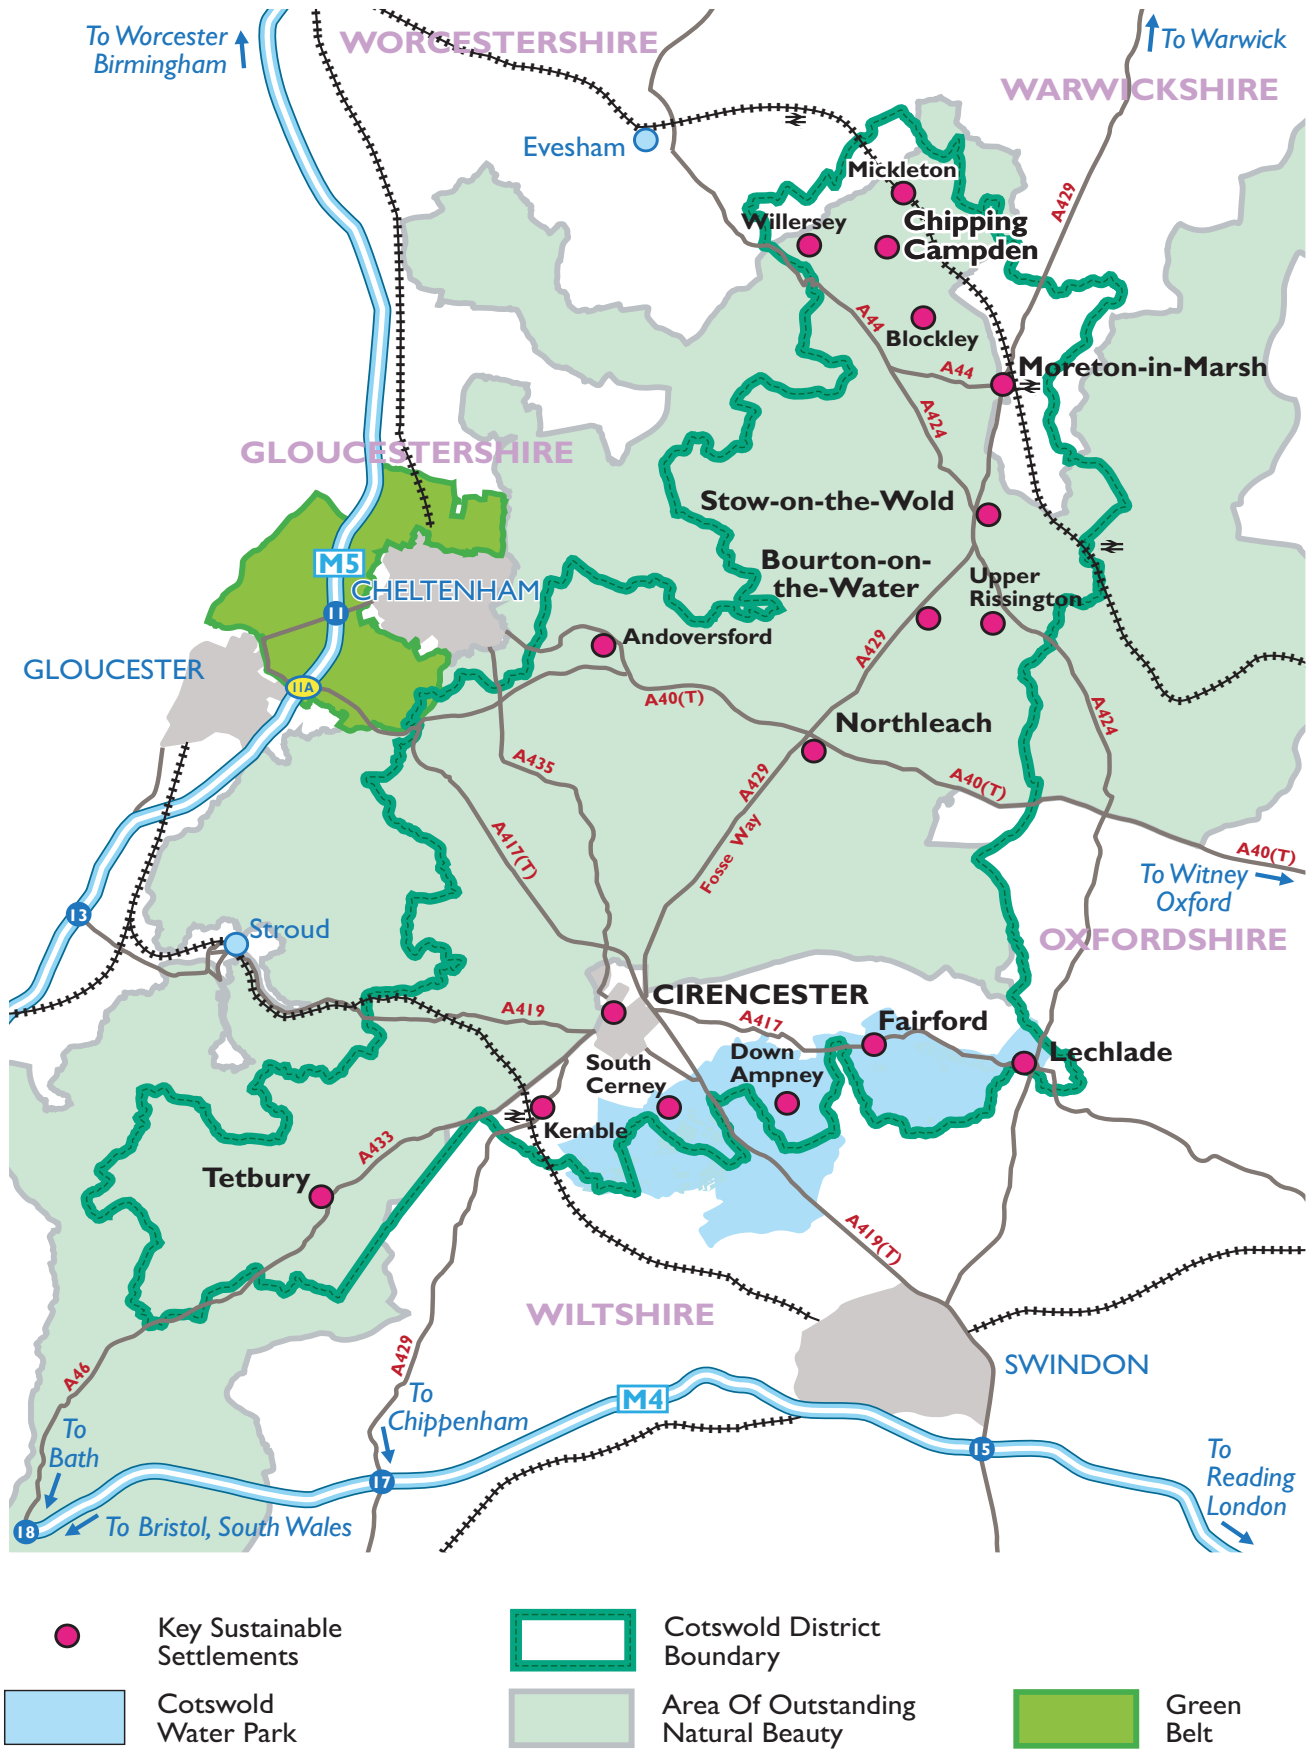 To Worcester
Birmingham
WORCESTERSHIRE
To Warwick
WARWICKSHIRE
Evesham
Mickleton
A429
Willersey
Chipping
Campden
A44
Blockley
A44
Moreton-in-Marsh
A424
GLOUCESTERSHIRE
Stow-on-the-Wold
M5
CHELTENHAM
Bourton-on-
the-Water
Upper
Rissington
11
Andoversford
A429
GLOUCESTER
11A
A40(T)
Northleach
A424
A435
A429
A40(T)
A417(T)
Fosse Way
A40(T)
To Witney
Oxford
13
Stroud
OXFORDSHIRE
CIRENCESTER
A419
A417
Fairford
Lechlade
South
Cerney
Down
Ampney
Kemble
A433
Tetbury
A419(T)
WILTSHIRE
A429
SWINDON
A46
M4
To
Chippenham
To
Bath
15
To
Reading
London
17
18
To Bristol, South Wales
Key Sustainable
Settlements
Cotswold District
Boundary
Cotswold
Water Park
Area Of Outstanding
Natural Beauty
Green
Belt